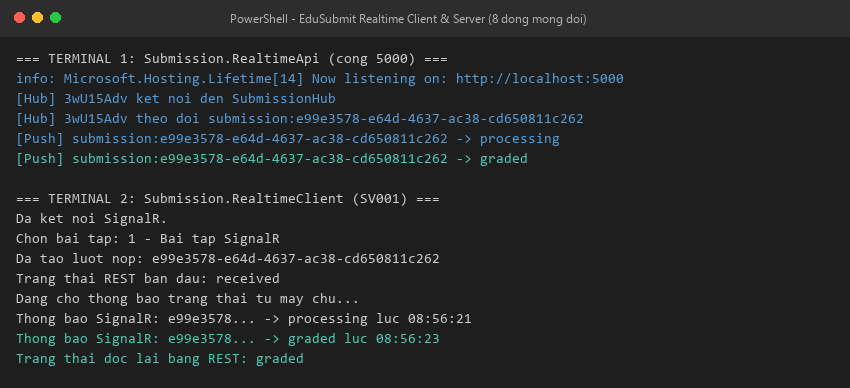 PowerShell - EduSubmit Realtime Client & Server (8 dong mong doi)
=== TERMINAL 1: Submission.RealtimeApi (cong 5000) ===
info: Microsoft.Hosting.Lifetime[14] Now listening on: http://localhost:5000
[Hub] 3wU15Adv ket noi den SubmissionHub
[Hub] 3wU15Adv theo doi submission:e99e3578-e64d-4637-ac38-cd650811c262
[Push] submission:e99e3578-e64d-4637-ac38-cd650811c262 -> processing
[Push] submission:e99e3578-e64d-4637-ac38-cd650811c262 -> graded
=== TERMINAL 2: Submission.RealtimeClient (SV001) ===
Da ket noi SignalR.
Chon bai tap: 1 - Bai tap SignalR
Da tao luot nop: e99e3578-e64d-4637-ac38-cd650811c262
Trang thai REST ban dau: received
Dang cho thong bao trang thai tu may chu...
Thong bao SignalR: e99e3578... -> processing luc 08:56:21
Thong bao SignalR: e99e3578... -> graded luc 08:56:23
Trang thai doc lai bang REST: graded